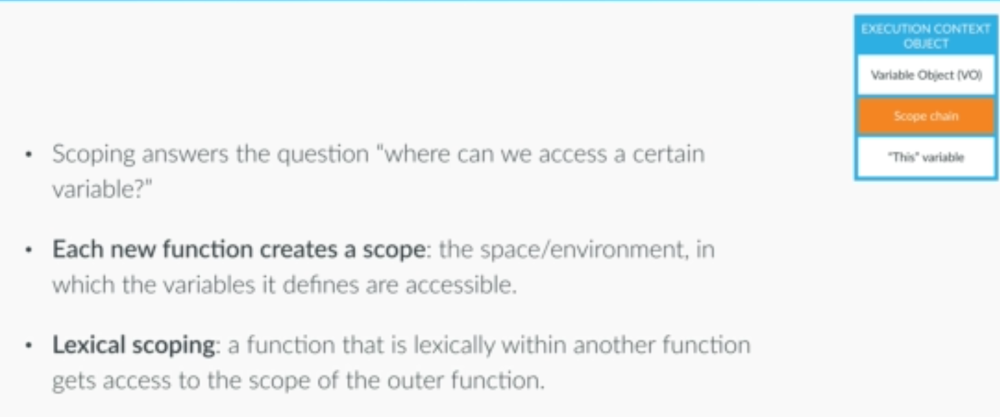 EXECUTION CONTEXT
OBJECT
Variable Object (VO)
Scope chain
"This" variable
• Scoping answers the question "where can we access a certain
variable?"
• Each new function creates a scope: the space/environment, in
which the variables it defines are accessible.
• Lexical scoping: a function that is lexically within another function
gets access to the scope of the outer function.